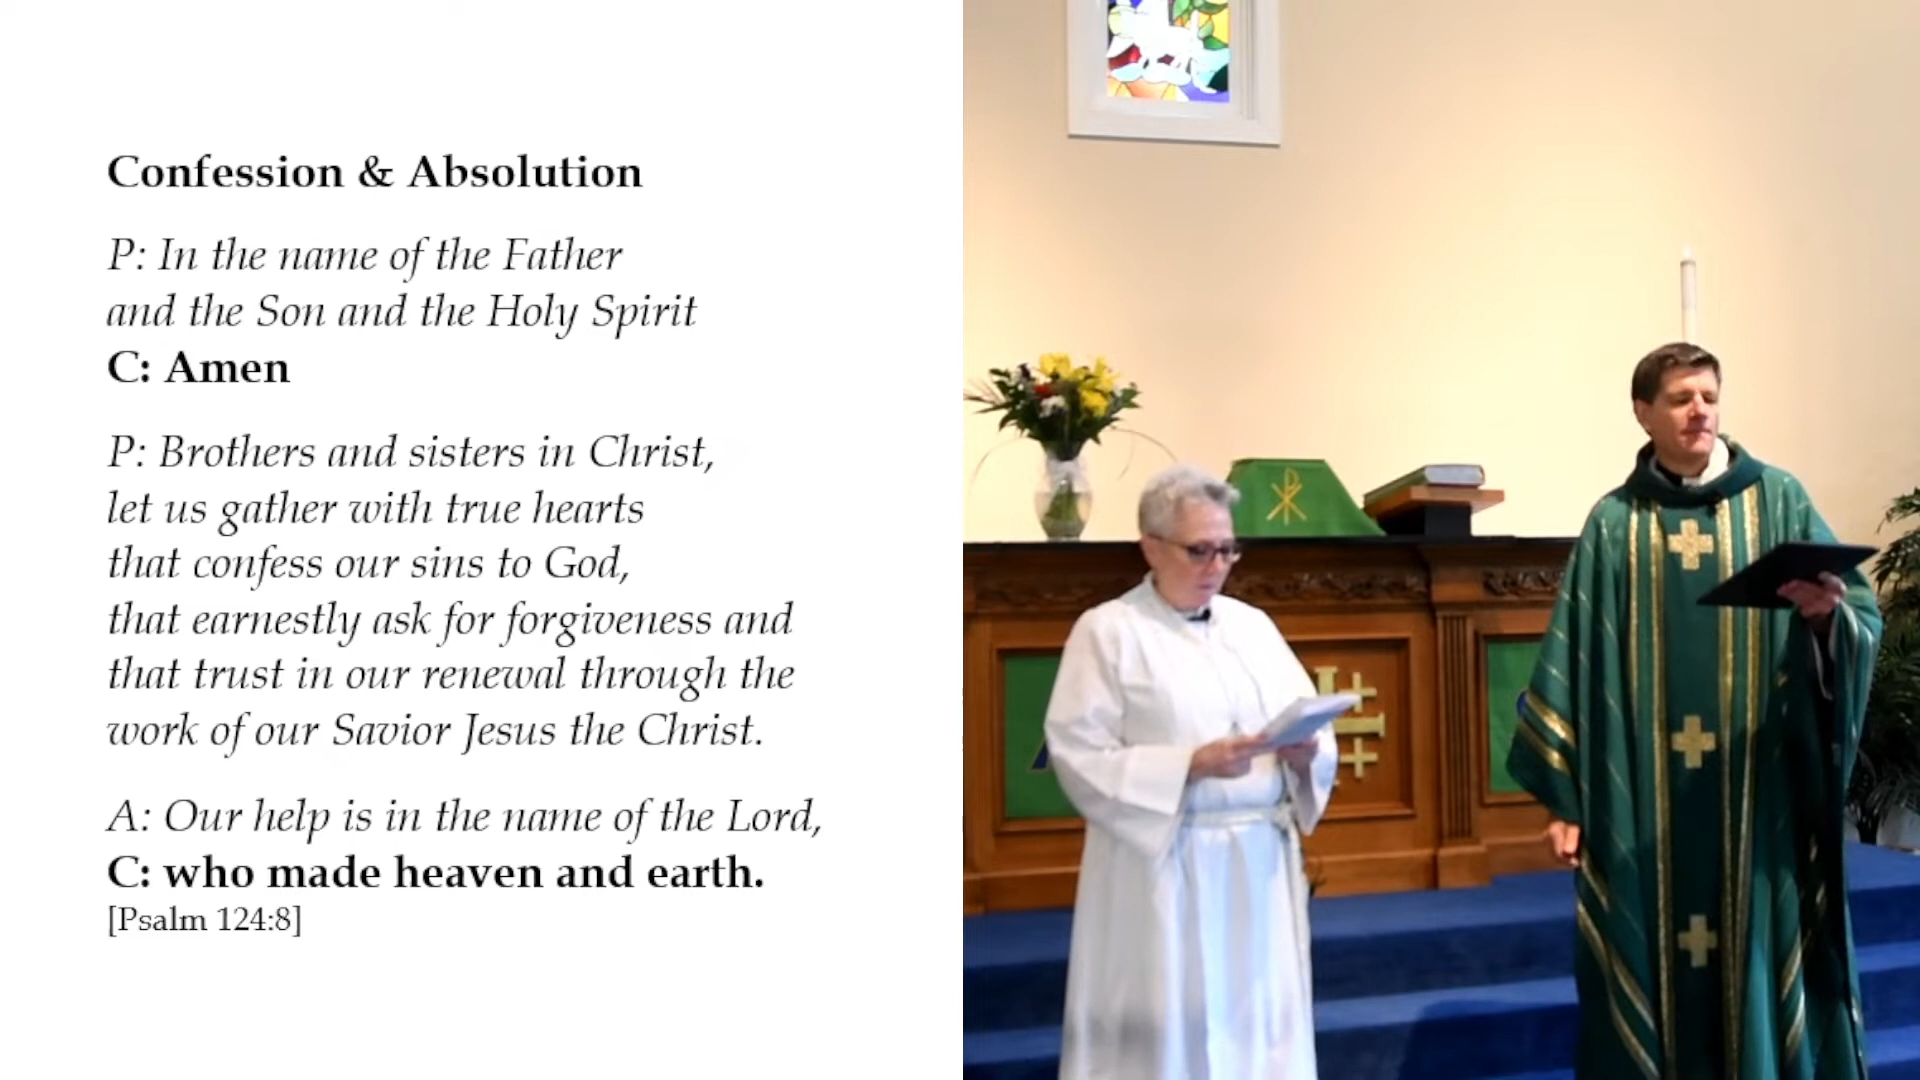 Confession & Absolution
P: In the name of the Father
and the Son and the Holy Spirit
C: Amen
P: Brothers and sisters in Christ,
let us gather with true hearts
that confess our sins to God,
that earnestly ask for forgiveness and
that trust in our renewal through the
work of our Savior Jesus the Christ.
A: Our help is in the name of the Lord,
C: who made heaven and earth.
[Psalm 124:8]